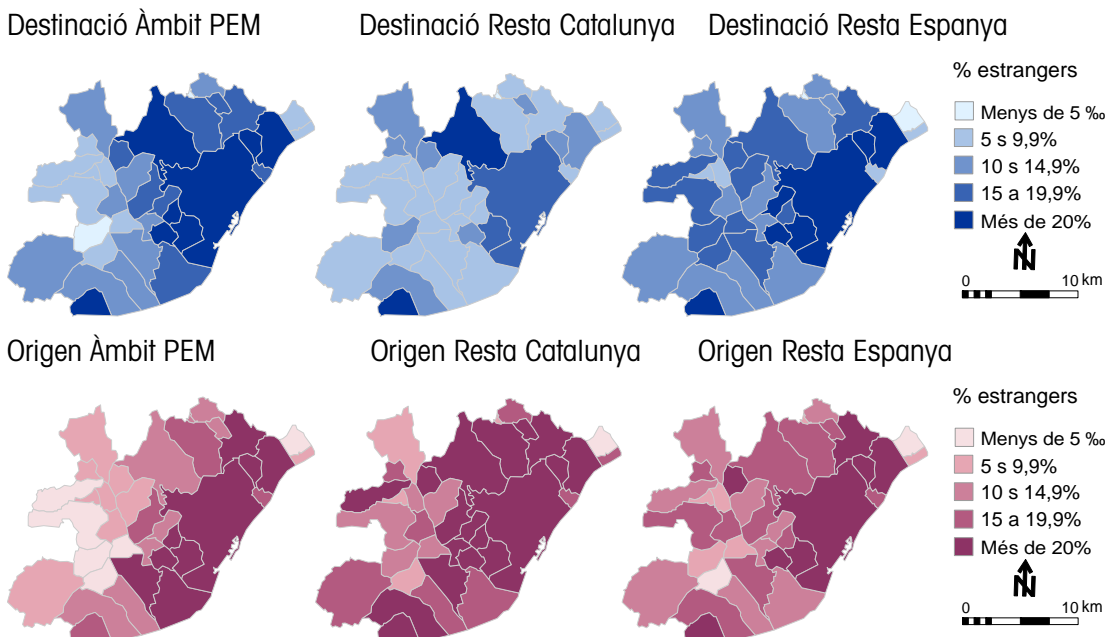 Destinació Àmbit PEM
Destinació Resta Catalunya
Destinació Resta Espanya
% estrangers
Menys de 5 ‰
5 s 9,9%
10 s 14,9%
15 a 19,9%
Més de 20%
N
0 10 km
Origen Àmbit PEM
Origen Resta Catalunya
Origen Resta Espanya
% estrangers
Menys de 5 ‰
5 s 9,9%
10 s 14,9%
15 a 19,9%
Més de 20%
N
0 10 km